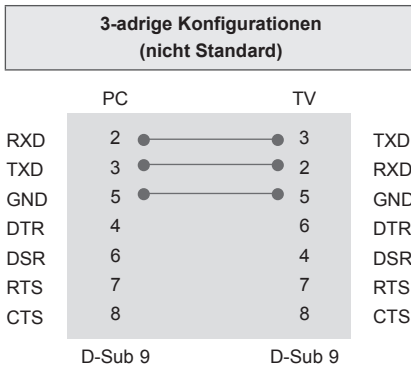 3-adrige Konfigurationen
(nicht Standard)
PC TV
RXD 2 3 TXD
TXD 3 2 RXD
GND 5 5 GND
DTR 4 6 DTR
DSR 6 4 DSR
RTS 7 7 RTS
CTS 8 8 CTS
D-Sub 9 D-Sub 9